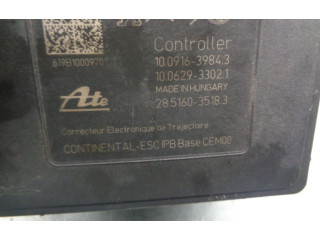 Controller
10.0916-3984.3
10.0629-3302.1
MADE IN HUNGARY
28.5160-3518.3
Ate
Correcteur Electronique de Trajectoire
CONTINENTAL-ESC IPB Base CEM00